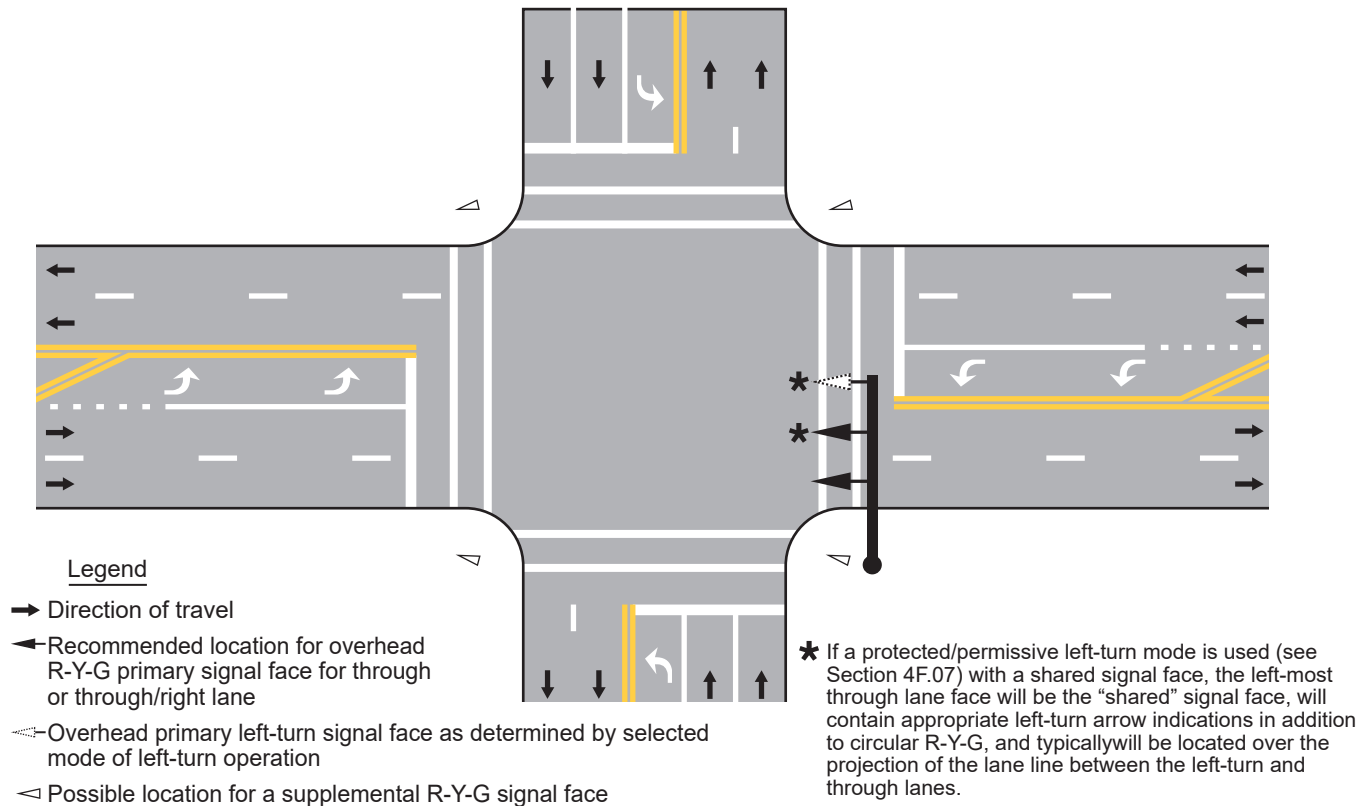 Legend
Direction of travel
Recommended location for overhead
R-Y-G primary signal face for through
or through/right lane
Overhead primary left-turn signal face as determined by selected
mode of left-turn operation
Possible location for a supplemental R-Y-G signal face
* If a protected/permissive left-turn mode is used (see
Section 4F.07) with a shared signal face, the left-most
through lane face will be the “shared” signal face, will
contain appropriate left-turn arrow indications in addition
to circular R-Y-G, and typicallywill be located over the
projection of the lane line between the left-turn and
through lanes.
*
*